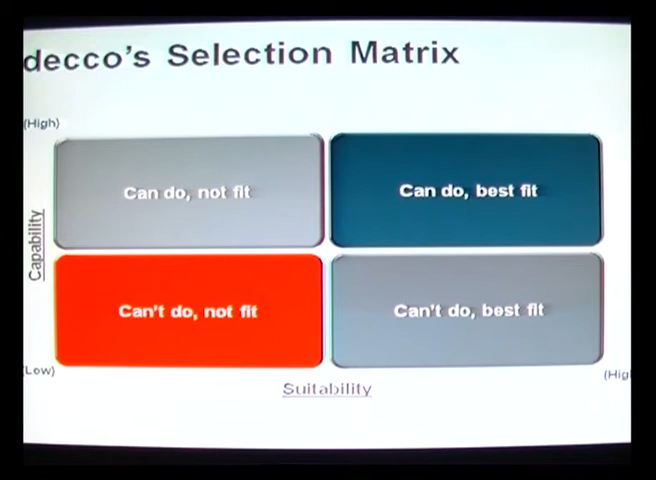 decco's Selection Matrix
(High)
Can do, not fit
Can do, best fit
Capability
Can't do, not fit
Can't do, best fit
(Low)
(Hig
Suitability